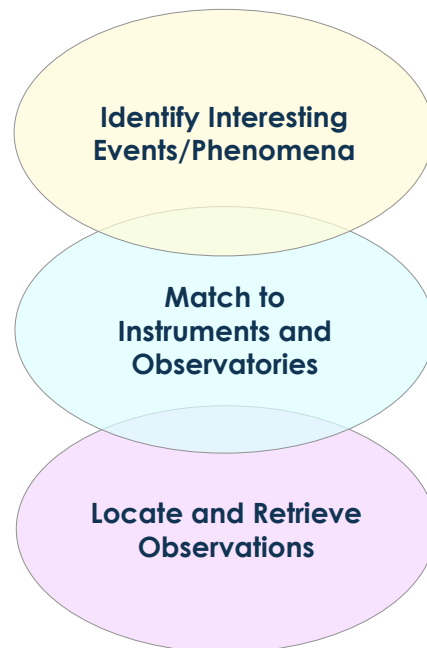 Identify Interesting
Events/Phenomena
Match to
Instruments and
Observatories
Locate and Retrieve
Observations